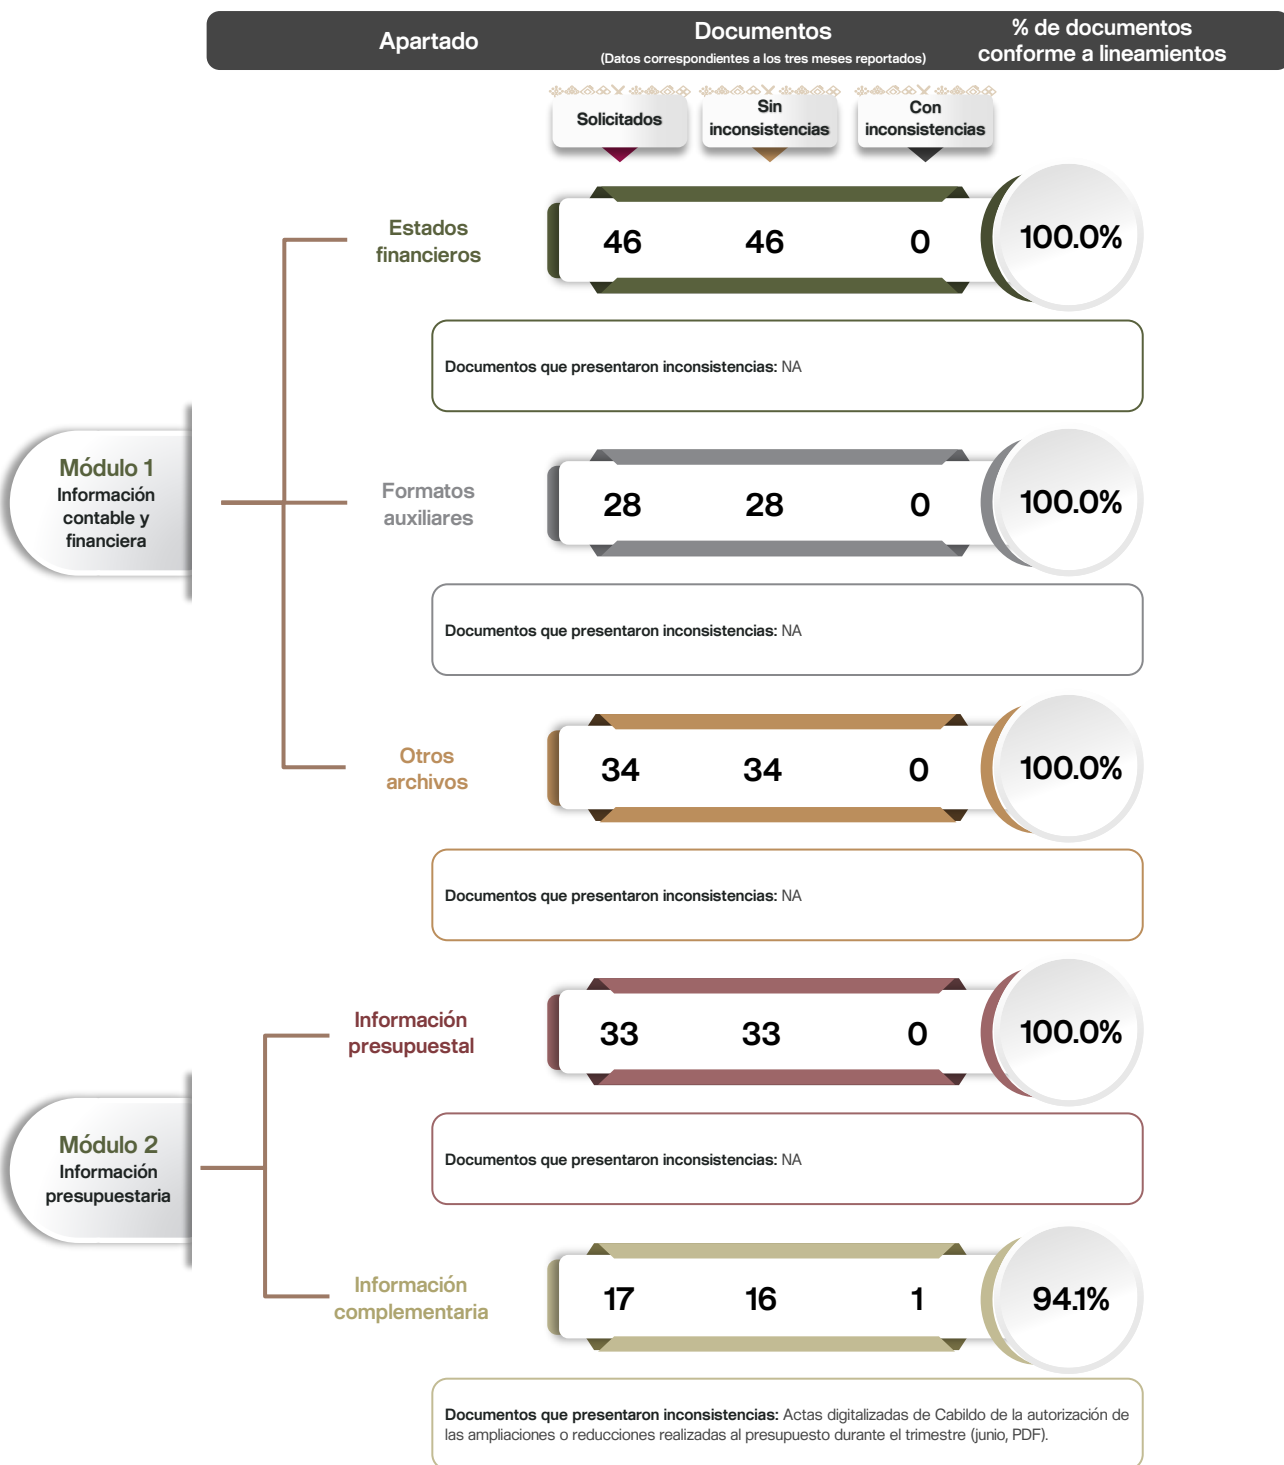 Apartado
Documentos
(Datos correspondientes a los tres meses reportados)
% de documentos
conforme a lineamientos
Solicitados
Sin
inconsistencias
Con
inconsistencias
Módulo 1
Información
contable y
financiera
Estados
financieros
46 46 0 100.0%
Documentos que presentaron inconsistencias: NA
Formatos
auxiliares
28 28 0 100.0%
Documentos que presentaron inconsistencias: NA
Otros
archivos
34 34 0 100.0%
Documentos que presentaron inconsistencias: NA
Módulo 2
Información
presupuestaria
Información
presupuestal
33 33 0 100.0%
Documentos que presentaron inconsistencias: NA
Información
complementaria
17 16 1 94.1%
Documentos que presentaron inconsistencias: Actas digitalizadas de Cabildo de la autorización de
las ampliaciones o reducciones realizadas al presupuesto durante el trimestre (junio, PDF).